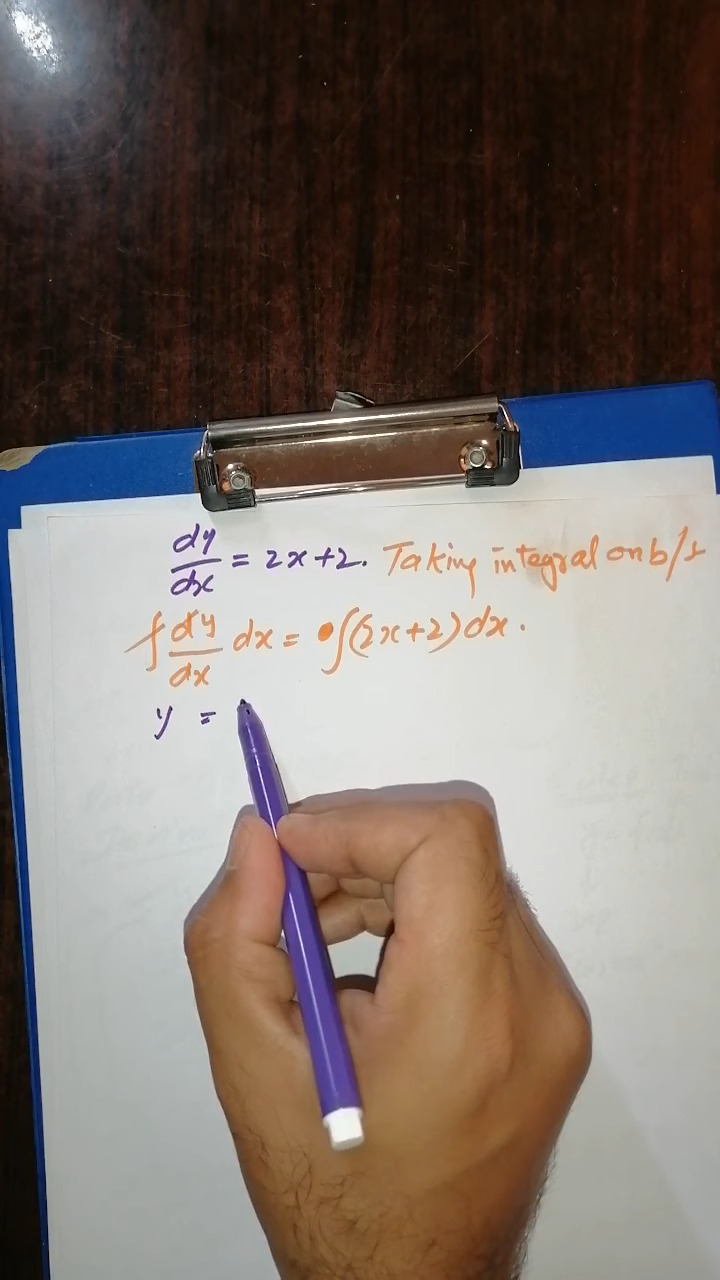 dy/dx = 2x+2. Taking integral on b/s
∫ dy/dx dx = ∫(2x+2)dx.
y =